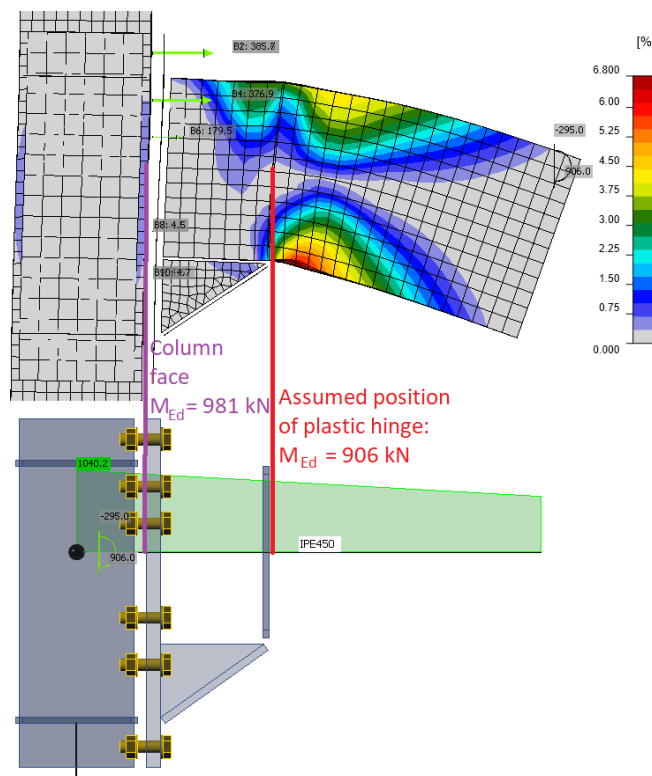 [%
B2: 385.7
6.800
B4: 376.9
6.00
B6: 179.5
-295.0
5.25
906.0
4.50
3.75
3.00
B8: 4.5
2.25
B10: 4.7
1.50
0.75
0.000
Column
face
M_Ed = 981 kN
Assumed position
of plastic hinge:
M_Ed = 906 kN
1040.2
-295.0
906.0
IPE450